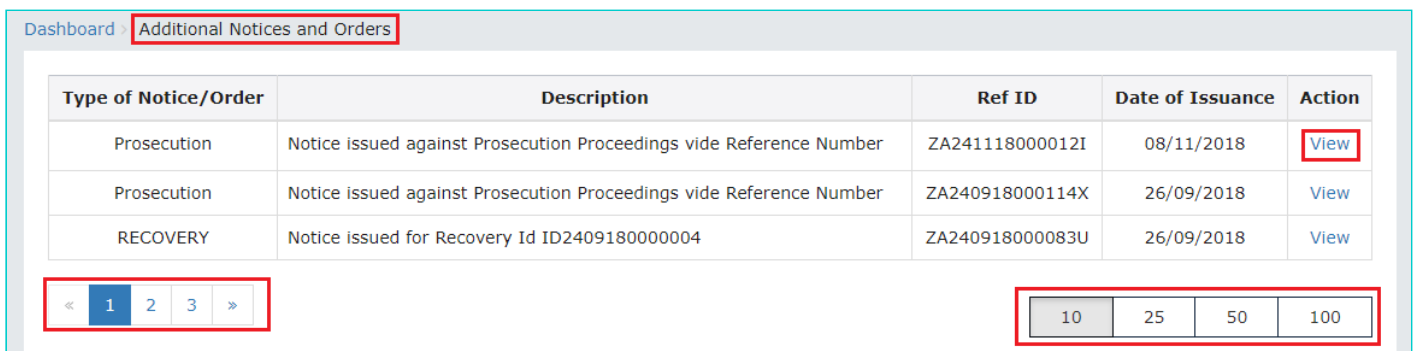 Dashboard > Additional Notices and Orders
Type of Notice/Order Description Ref ID Date of Issuance Action
Prosecution Notice issued against Prosecution Proceedings vide Reference Number ZA241118000012I 08/11/2018 View
Prosecution Notice issued against Prosecution Proceedings vide Reference Number ZA240918000114X 26/09/2018 View
RECOVERY Notice issued for Recovery Id ID2409180000004 ZA240918000083U 26/09/2018 View
« 1 2 3 » 10 25 50 100